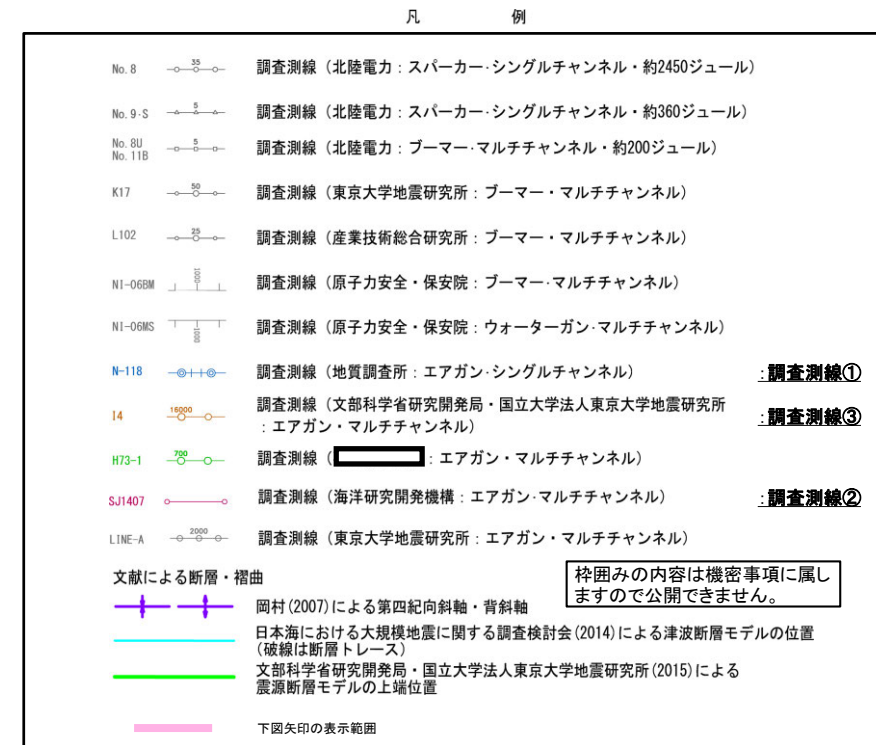 凡 例
No. 8 35 調査測線（北陸電力：スパーカー・シングルチャンネル・約2450ジュール）
No. 9-S 5 調査測線（北陸電力：スパーカー・シングルチャンネル・約360ジュール）
No. 8U
No. 11B 5 調査測線（北陸電力：ブーマー・マルチチャンネル・約200ジュール）
K17 50 調査測線（東京大学地震研究所：ブーマー・マルチチャンネル）
L102 25 調査測線（産業技術総合研究所：ブーマー・マルチチャンネル）
NI-06BM 1000 調査測線（原子力安全・保安院：ブーマー・マルチチャンネル）
NI-06MS 1000 調査測線（原子力安全・保安院：ウォーターガン・マルチチャンネル）
N-118 調査測線（地質調査所：エアガン・シングルチャンネル） :調査測線①
I4 16000 調査測線（文部科学省研究開発局・国立大学法人東京大学地震研究所
：エアガン・マルチチャンネル） :調査測線③
H73-1 700 調査測線（ ：エアガン・マルチチャンネル）
SJ1407 調査測線（海洋研究開発機構：エアガン・マルチチャンネル） :調査測線②
LINE-A 2000 調査測線（東京大学地震研究所：エアガン・マルチチャンネル）
文献による断層・褶曲
枠囲みの内容は機密事項に属し
ますので公開できません。
岡村(2007)による第四紀向斜軸・背斜軸
日本海における大規模地震に関する調査検討会(2014)による津波断層モデルの位置
(破線は断層トレース)
文部科学省研究開発局・国立大学法人東京大学地震研究所(2015)による
震源断層モデルの上端位置
下図矢印の表示範囲